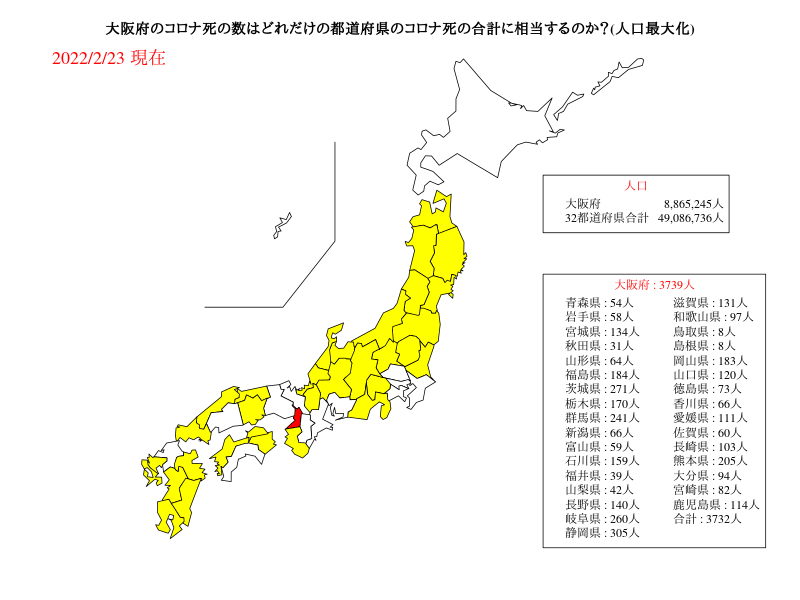 大阪府のコロナ死の数はどれだけの都道府県のコロナ死の合計に相当するのか?(人口最大化)
2022/2/23 現在
人口
大阪府 8,865,245人
32都道府県合計 49,086,736人
大阪府 : 3739人
青森県 : 54人 滋賀県 : 131人
岩手県 : 58人 和歌山県 : 97人
宮城県 : 134人 鳥取県 : 8人
秋田県 : 31人 島根県 : 8人
山形県 : 64人 岡山県 : 183人
福島県 : 184人 山口県 : 120人
茨城県 : 271人 徳島県 : 73人
栃木県 : 170人 香川県 : 66人
群馬県 : 241人 愛媛県 : 111人
新潟県 : 66人 佐賀県 : 60人
富山県 : 59人 長崎県 : 103人
石川県 : 159人 熊本県 : 205人
福井県 : 39人 大分県 : 94人
山梨県 : 42人 宮崎県 : 82人
長野県 : 140人 鹿児島県 : 114人
岐阜県 : 260人 合計 : 3732人
静岡県 : 305人